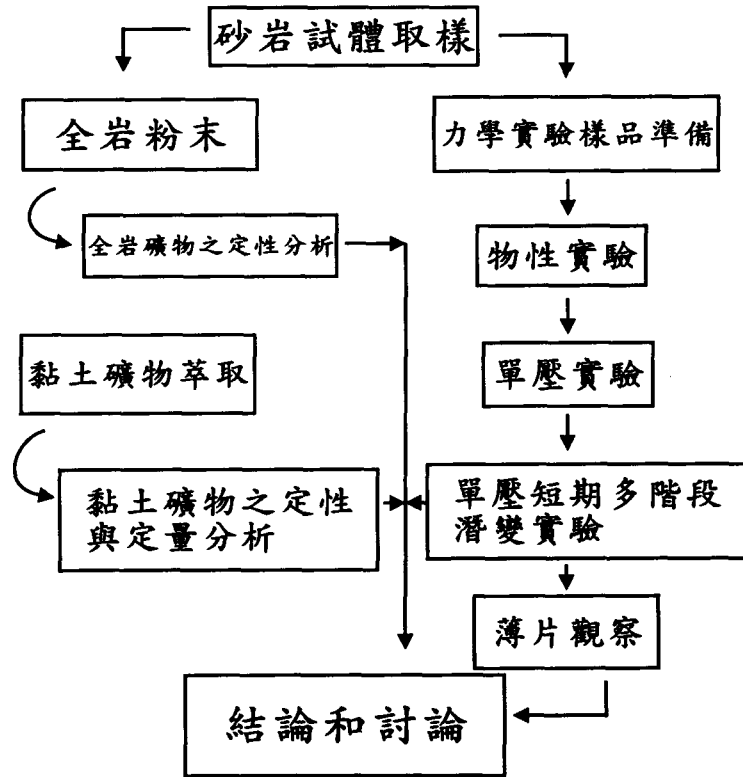 砂岩試體取樣
全岩粉末
力學實驗樣品準備
全岩礦物之定性分析
物性實驗
黏土礦物萃取
單壓實驗
黏土礦物之定性
與定量分析
單壓短期多階段
潛變實驗
薄片觀察
結論和討論